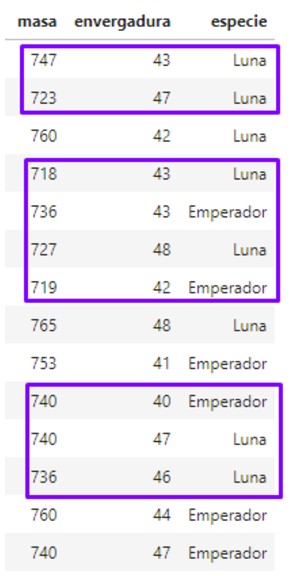 masa envergadura especie
747 43 Luna
723 47 Luna
760 42 Luna
718 43 Luna
736 43 Emperador
727 48 Luna
719 42 Emperador
765 48 Luna
753 41 Emperador
740 40 Emperador
740 47 Luna
736 46 Luna
760 44 Emperador
740 47 Emperador